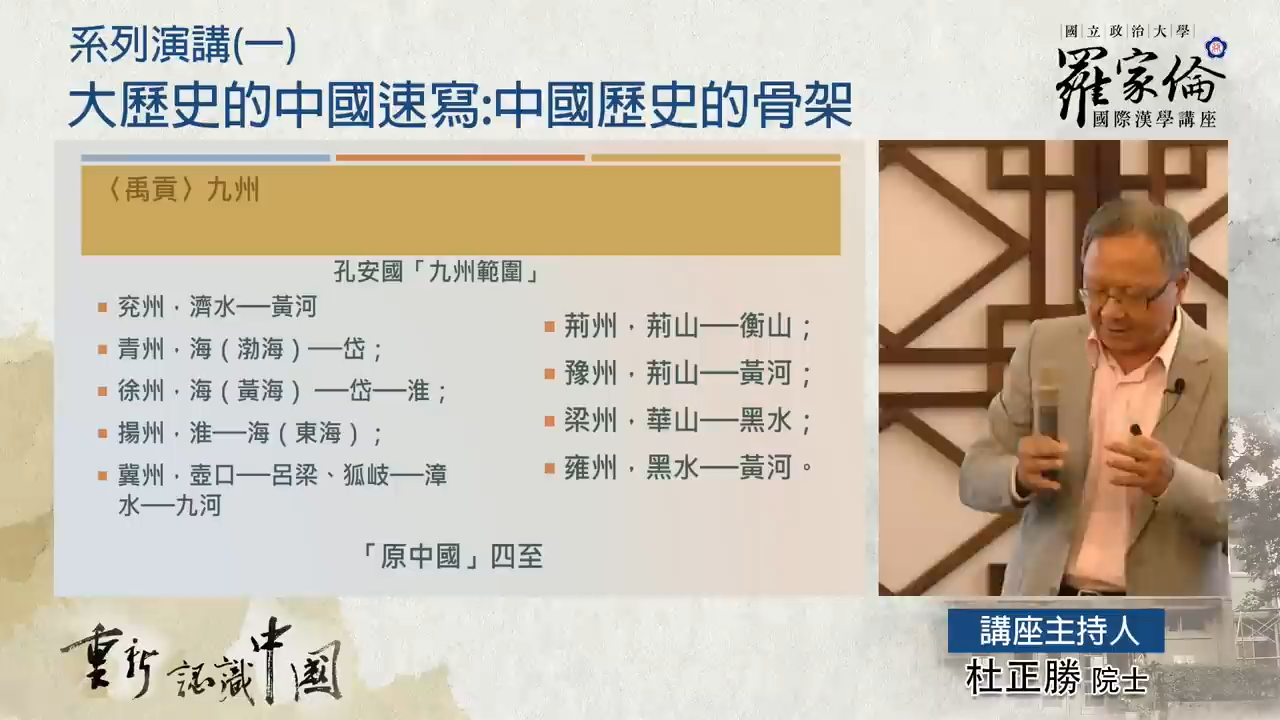 系列演講(一)
大歷史的中國速寫:中國歷史的骨架
國立政治大學
羅家倫
國際漢學講座
〈禹貢〉九州
孔安國「九州範圍」
兗州，濟水──黃河
青州，海（渤海）──岱；
徐州，海（黃海）──岱──淮；
揚州，淮──海（東海）；
冀州，壺口──呂梁、狐岐──漳
水──九河
荊州，荊山──衡山；
豫州，荊山──黃河；
梁州，華山──黑水；
雍州，黑水──黃河。
「原中國」四至
重新認識中國
講座主持人
杜正勝 院士